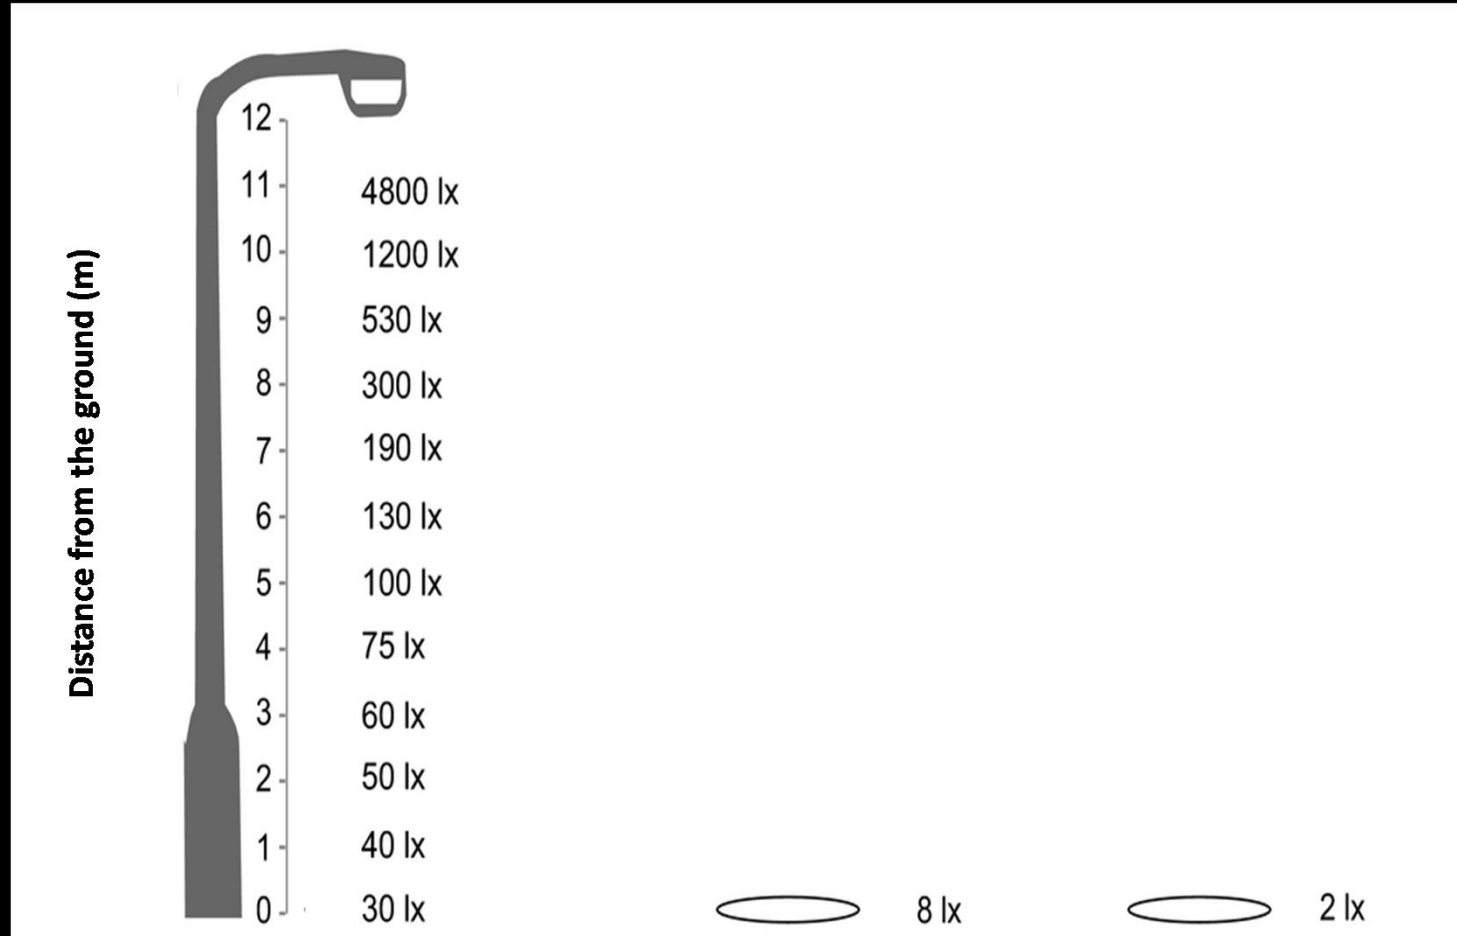 Distance from the ground (m)
12
11 4800 lx
10 1200 lx
9 530 lx
8 300 lx
7 190 lx
6 130 lx
5 100 lx
4 75 lx
3 60 lx
2 50 lx
1 40 lx
0 30 lx 8 lx 2 lx